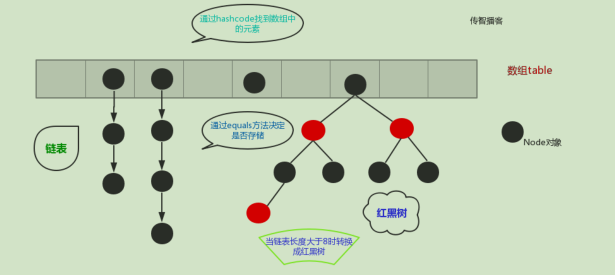 通过hashcode找到数组中
的元素
传智播客
数组table
通过equals方法决定
是否存储
链表
Node对象
红黑树
当链表长度大于8时转换
成红黑树